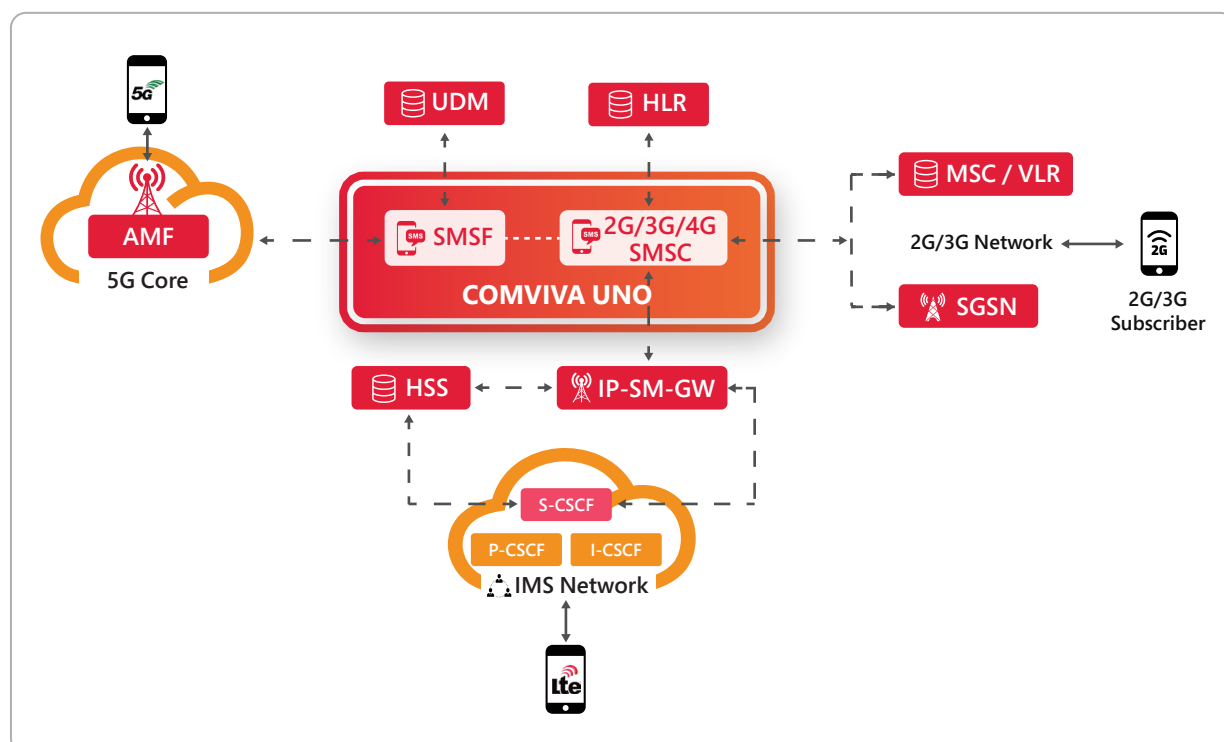 5G
UDM
HLR
MSC / VLR
AMF
5G Core
SMS
SMSF
SMS
2G/3G/4G
SMSC
COMVIVA UNO
2G/3G Network
2G
2G/3G
Subscriber
SGSN
HSS
IP-SM-GW
S-CSCF
P-CSCF
I-CSCF
IMS Network
Lte